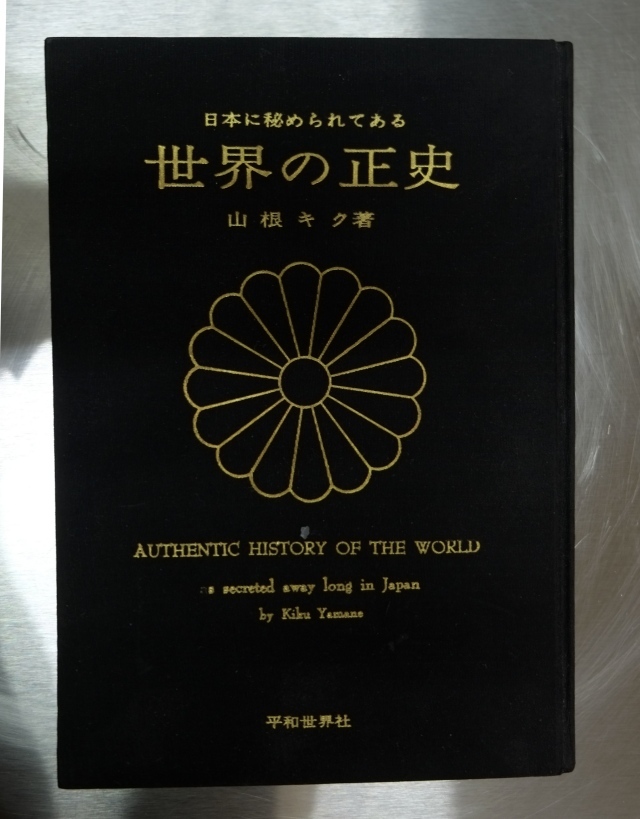 日本に秘められてある
世界の正史
山根キク著
AUTHENTIC HISTORY OF THE WORLD
as secreted away long in Japan
by Kiku Yamane
平和世界社